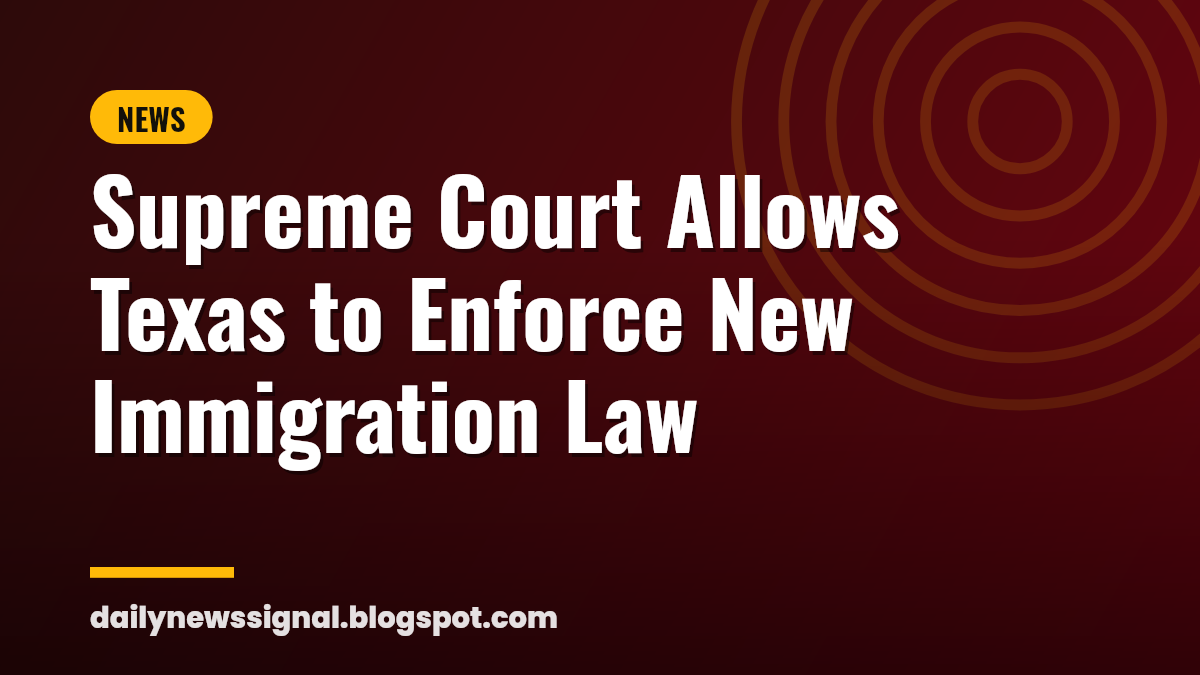 NEWS
Supreme Court Allows
Texas to Enforce New
Immigration Law
dailynewssignal.blogspot.com